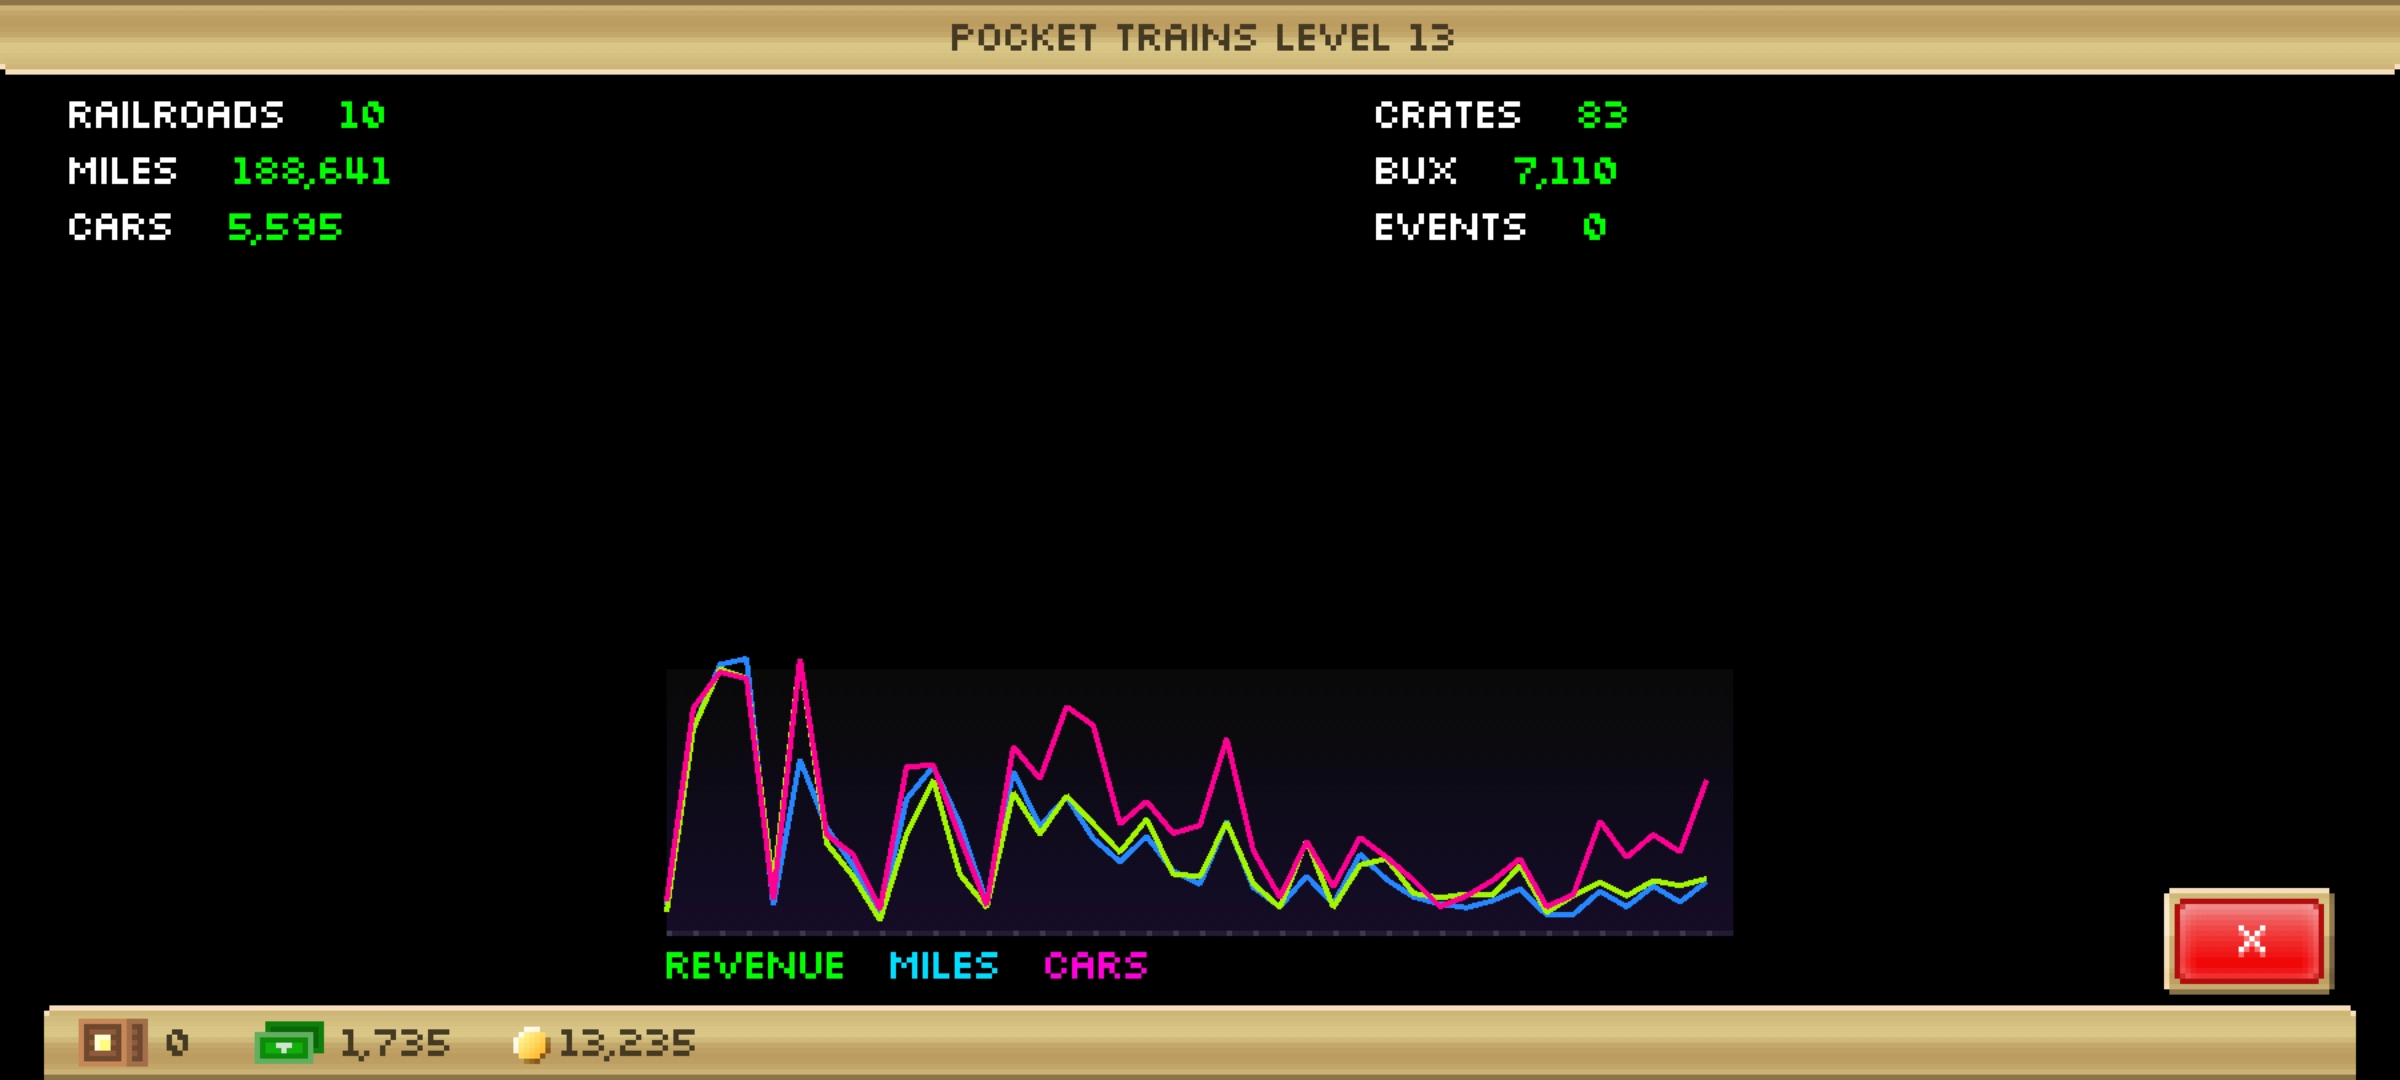 POCKET TRAINS LEVEL 13
RAILROADS 10
MILES 188,641
CARS 5,595
CRATES 83
BUX 7,110
EVENTS 0
REVENUE MILES CARS
X
0 1,735 13,235